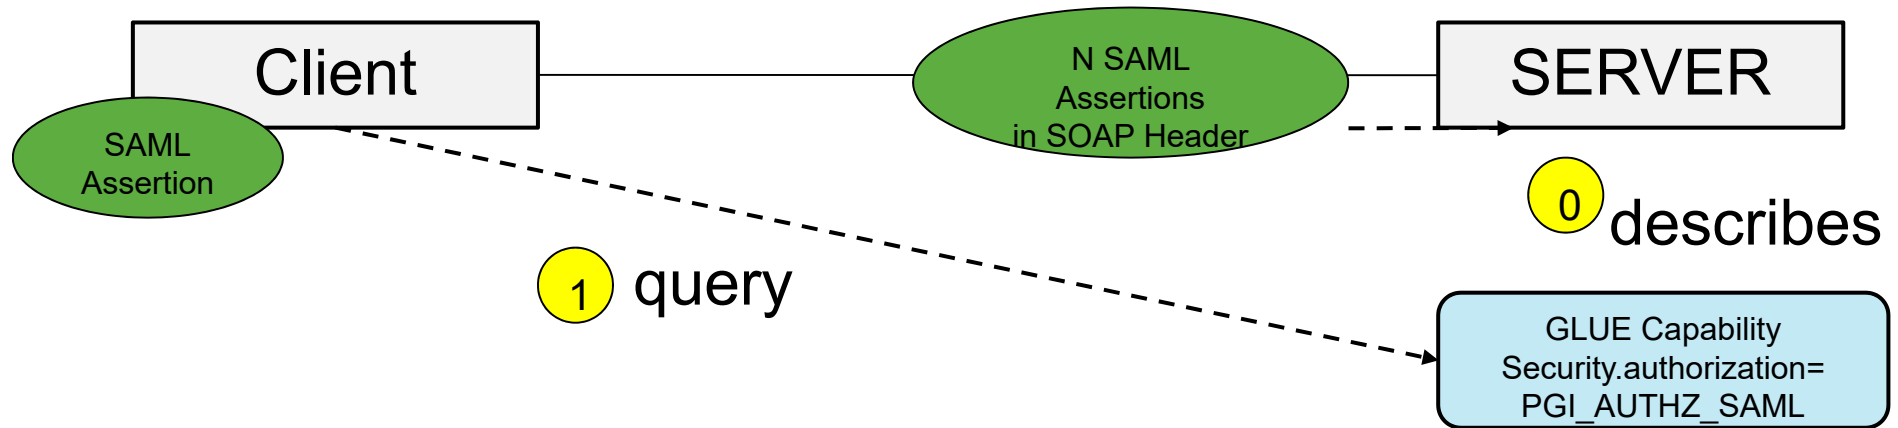 Client
SAML
Assertion
N SAML
Assertions
in SOAP Header
SERVER
0
describes
1
query
GLUE Capability
Security.authorization=
PGI_AUTHZ_SAML